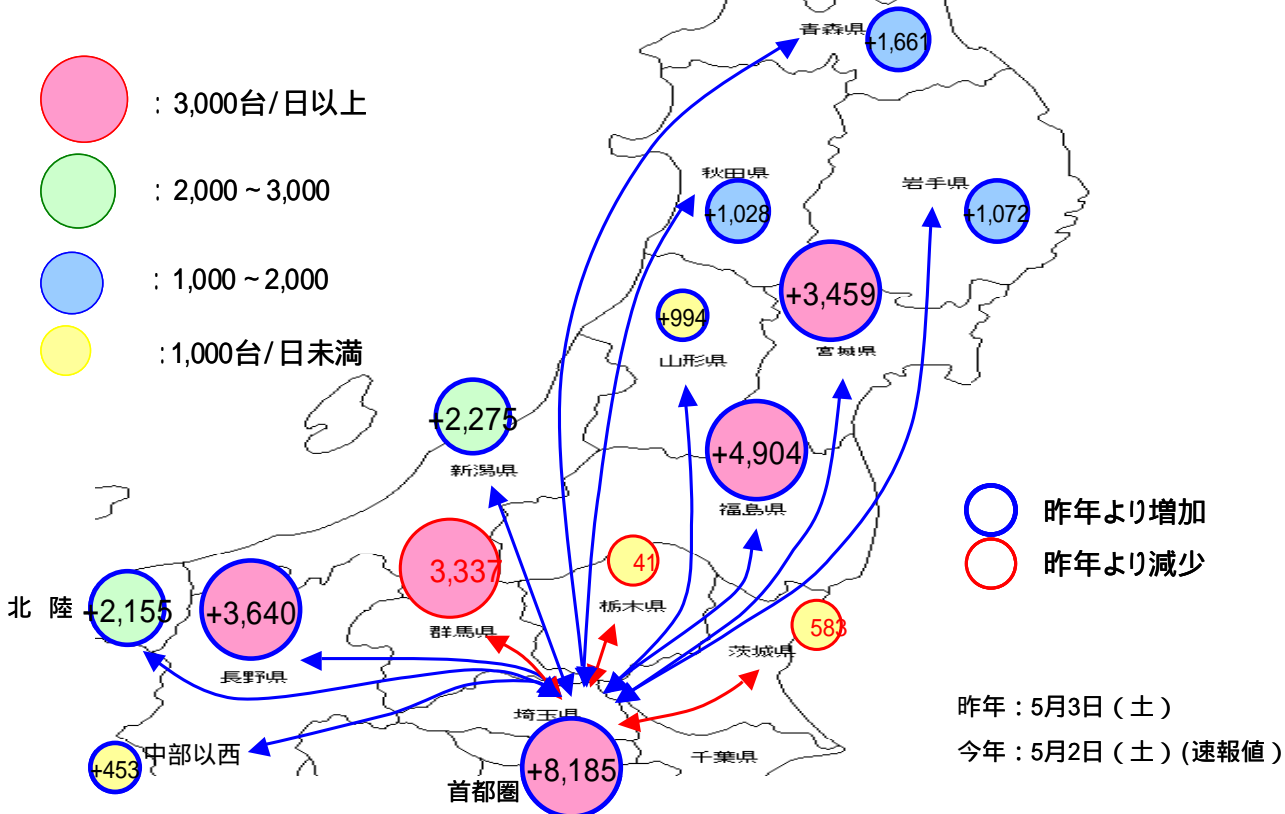 青森県
+1,661
: 3,000台/日以上
: 2,000～3,000
: 1,000～2,000
:1,000台/日未満
秋田県
+1,028
岩手県
+1,072
+3,459
宮城県
+994
山形県
+2,275
新潟県
+4,904
福島県
昨年より増加
昨年より減少
3,337
群馬県
41
栃木県
583
茨城県
北 陸
+2,155
+3,640
長野県
埼玉県
千葉県
中部以西
+453
+8,185
首都圏
昨年：5月3日（土）
今年：5月2日（土）(速報値）